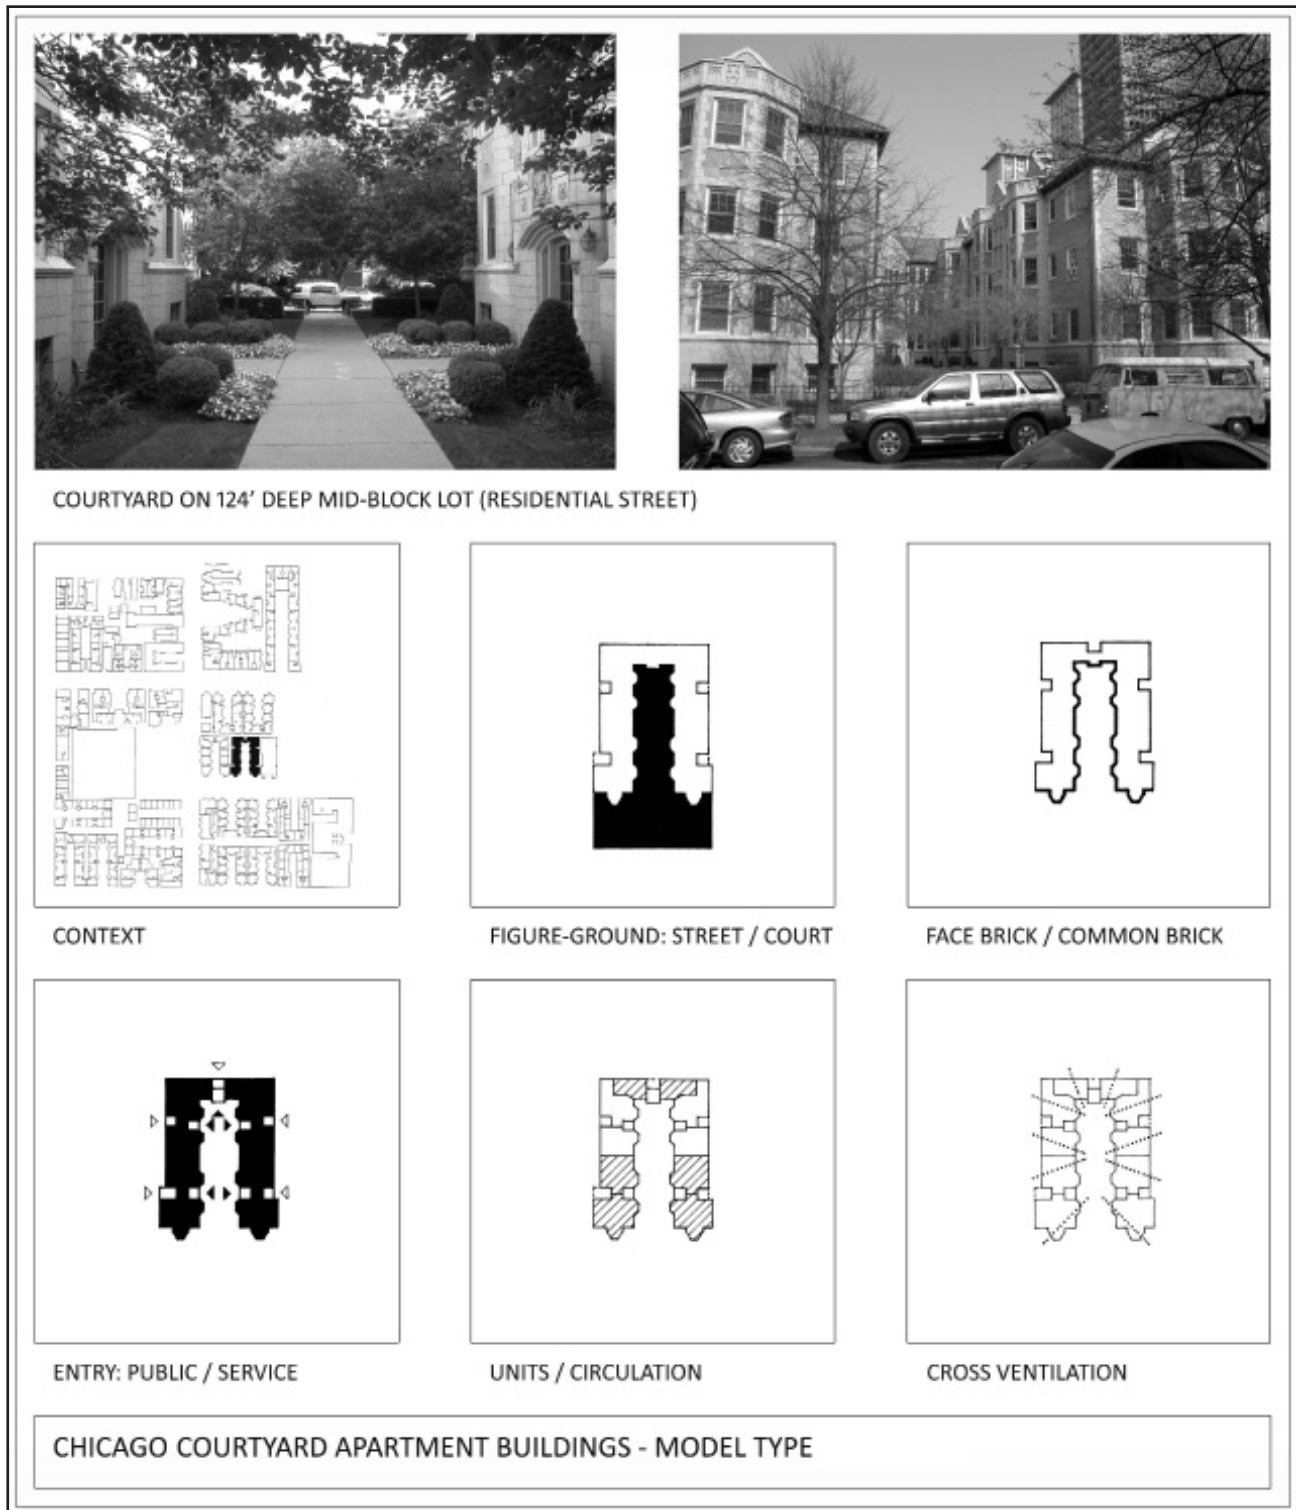 COURTYARD ON 124' DEEP MID-BLOCK LOT (RESIDENTIAL STREET)
CONTEXT
FIGURE-GROUND: STREET / COURT
FACE BRICK / COMMON BRICK
ENTRY: PUBLIC / SERVICE
UNITS / CIRCULATION
CROSS VENTILATION
CHICAGO COURTYARD APARTMENT BUILDINGS - MODEL TYPE